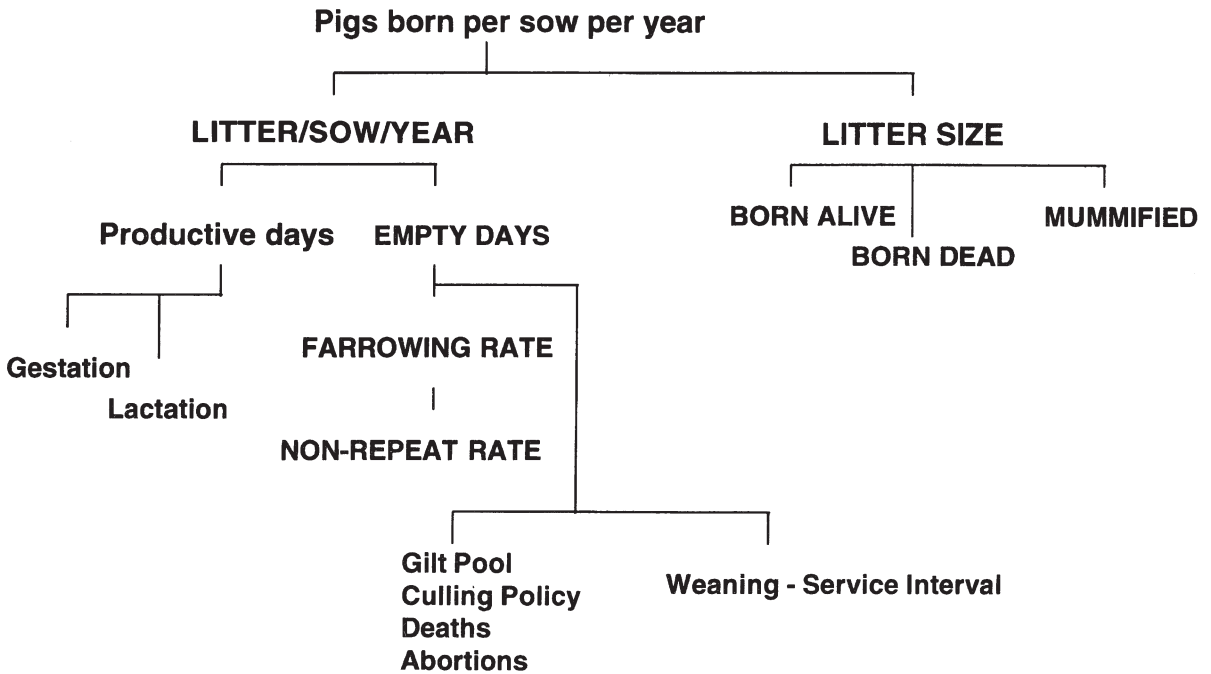 Pigs born per sow per year
LITTER/SOW/YEAR
LITTER SIZE
BORN ALIVE
MUMMIFIED
BORN DEAD
Productive days
EMPTY DAYS
Gestation
Lactation
FARROWING RATE
NON-REPEAT RATE
Gilt Pool
Culling Policy
Deaths
Abortions
Weaning - Service Interval